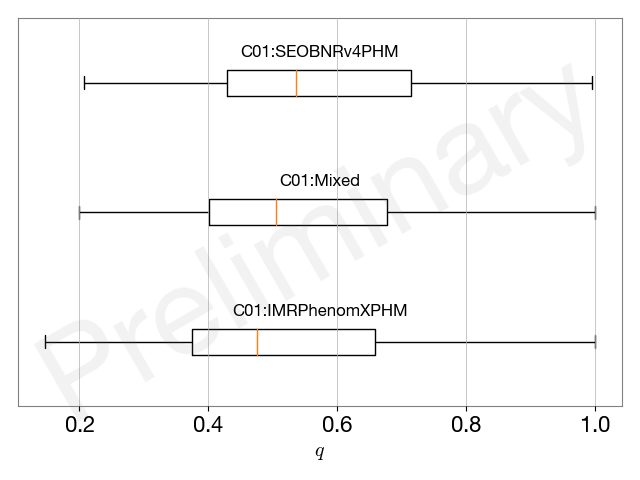 C01:SEOBNRv4PHM
C01:Mixed
C01:IMRPhenomXPHM
Preliminary
0.2 0.4 0.6 0.8 1.0
q